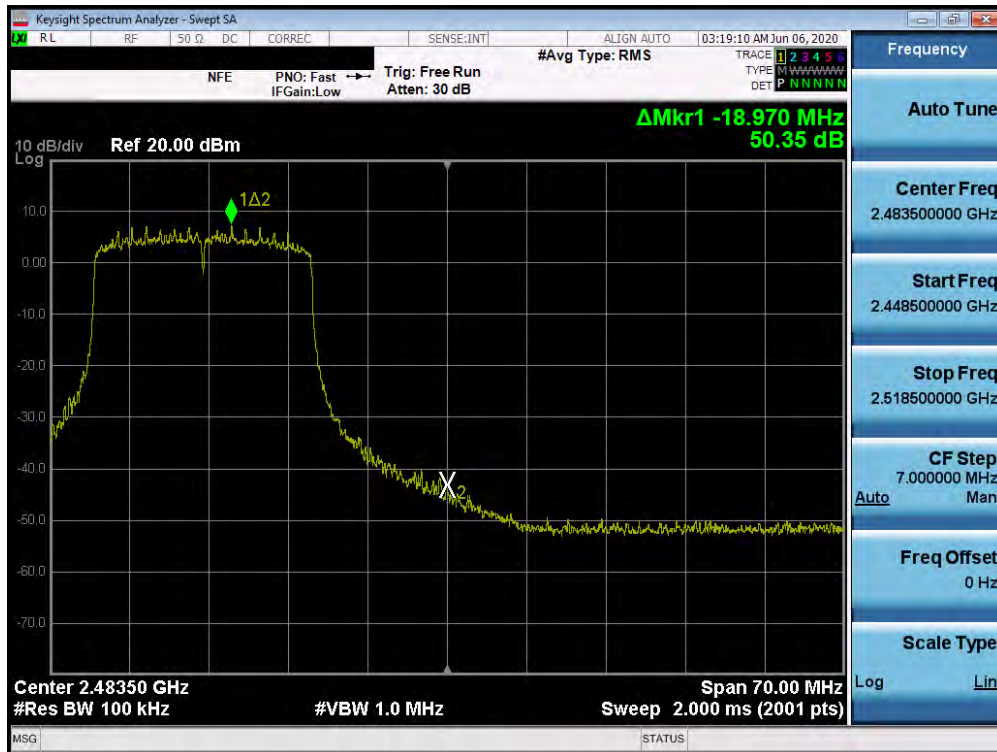 Keysight Spectrum Analyzer - Swept SA
LXI RL RF 50 Ω DC CORREC SENSE:INT ALIGN AUTO 03:19:10 AM Jun 06, 2020
#Avg Type: RMS TRACE 1 2 3 4 5 6
NFE PNO: Fast Trig: Free Run TYPE M WWWWW
IFGain:Low Atten: 30 dB DET P N N N N N
ΔMkr1 -18.970 MHz
50.35 dB
10 dB/div Ref 20.00 dBm
Log
1Δ2
10.0
0.00
-10.0
-20.0
-30.0
-40.0
2
-50.0
-60.0
-70.0
Center 2.48350 GHz Span 70.00 MHz
#Res BW 100 kHz #VBW 1.0 MHz Sweep 2.000 ms (2001 pts)
MSG STATUS
Frequency
Auto Tune
Center Freq
2.483500000 GHz
Start Freq
2.448500000 GHz
Stop Freq
2.518500000 GHz
CF Step
7.000000 MHz
Auto Man
Freq Offset
0 Hz
Scale Type
Log Lin